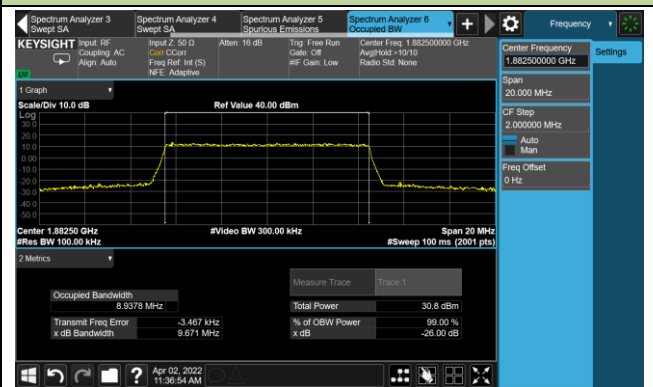 Spectrum Analyzer 3 Swept SA
Spectrum Analyzer 4 Swept SA
Spectrum Analyzer 5 Spurious Emissions
Spectrum Analyzer 6 Occupied BW
+
Frequency
KEYSIGHT
Input: RF
Coupling: AC
Align: Auto
Input Z: 50 Ω
Corr CCorr
Freq Ref: Int (S)
NFE: Adaptive
Atten: 16 dB
Trig: Free Run
Gate: Off
#IF Gain: Low
Center Freq: 1.882500000 GHz
Avg|Hold:>10/10
Radio Std: None
Center Frequency
1.882500000 GHz
Settings
Span
20.000 MHz
CF Step
2.000000 MHz
Auto
Man
Freq Offset
0 Hz
1 Graph
Scale/Div 10.0 dB
Ref Value 40.00 dBm
Log
30.0
20.0
10.0
0.00
-10.0
-20.0
-30.0
-40.0
-50.0
Center 1.88250 GHz
#Video BW 300.00 kHz
Span 20 MHz
#Res BW 100.00 kHz
#Sweep 100 ms (2001 pts)
2 Metrics
Measure Trace
Trace 1
Occupied Bandwidth
8.9378 MHz
Total Power
30.8 dBm
Transmit Freq Error
-3.467 kHz
% of OBW Power
99.00 %
x dB Bandwidth
9.671 MHz
x dB
-26.00 dB
?
Apr 02, 2022
11:36:54 AM